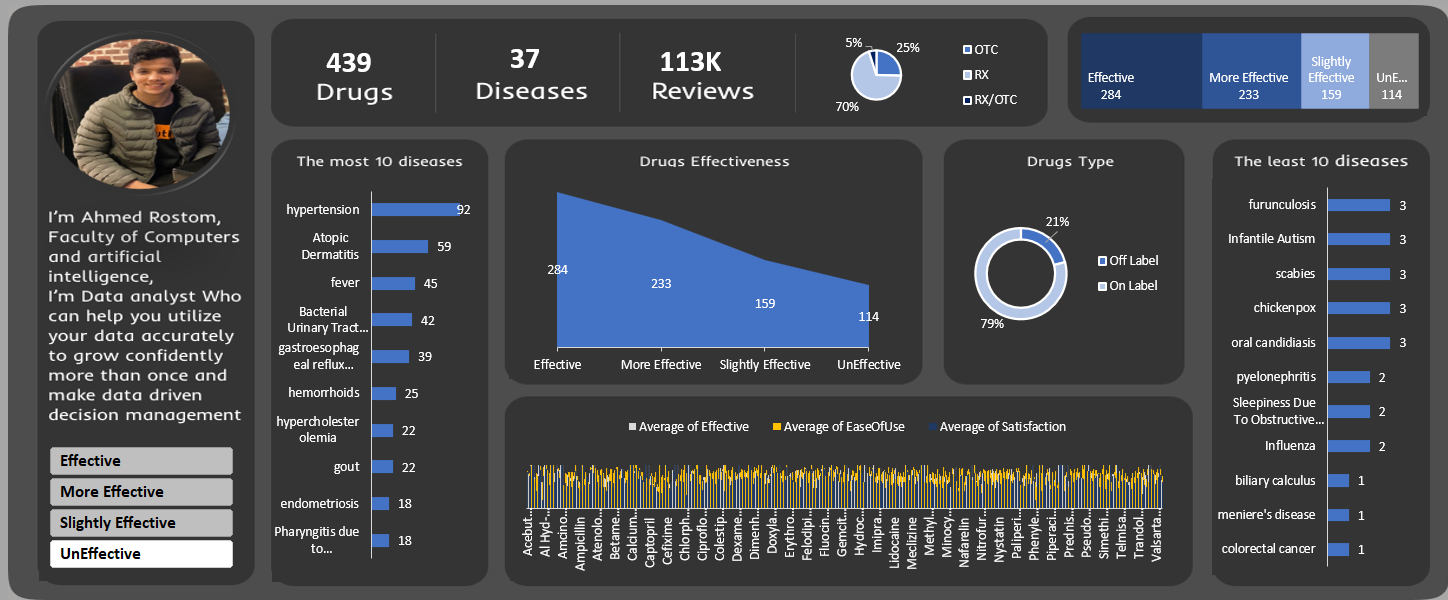 I'm Ahmed Rostom,
Faculty of Computers
and artificial
intelligence,
I'm Data analyst Who
can help you utilize
your data accurately
to grow confidently
more than once and
make data driven
decision management
Effective
More Effective
Slightly Effective
UnEffective
439
Drugs
37
Diseases
113K
Reviews
5%
25%
70%
OTC
RX
RX/OTC
Effective
284
More Effective
233
Slightly
Effective
159
UnE...
114
The most 10 diseases
hypertension
92
Atopic
Dermatitis
59
fever
45
Bacterial
Urinary Tract...
42
gastroesophag
eal reflux...
39
hemorrhoids
25
hypercholester
olemia
22
gout
22
endometriosis
18
Pharyngitis due
to...
18
Drugs Effectiveness
284
233
159
114
Effective
More Effective
Slightly Effective
UnEffective
Drugs Type
21%
79%
Off Label
On Label
Average of Effective
Average of EaseOfUse
Average of Satisfaction
Acebut...
Al Hyd-...
Amcino...
Ampicillin
Atenolo...
Betame...
Calcium...
Captopril
Cefixime
Chlorph...
Ciproflo...
Colestip...
Dexame...
Dimenh...
Doxyla...
Erythro...
Felodipi...
Fluocin...
Gemcit...
Hydroc...
Imipra...
Lidocaine
Meclizine
Methyl...
Minocy...
Nafarelin
Nitrofur...
Nystatin
Paliperi...
Phenyle...
Piperaci...
Prednis...
Pseudo...
Simethi...
Telmisa...
Trandol...
Valsarta...
The least 10 diseases
furunculosis
3
Infantile Autism
3
scabies
3
chickenpox
3
oral candidiasis
3
pyelonephritis
2
Sleepiness Due
To Obstructive...
2
Influenza
2
biliary calculus
1
meniere's disease
1
colorectal cancer
1